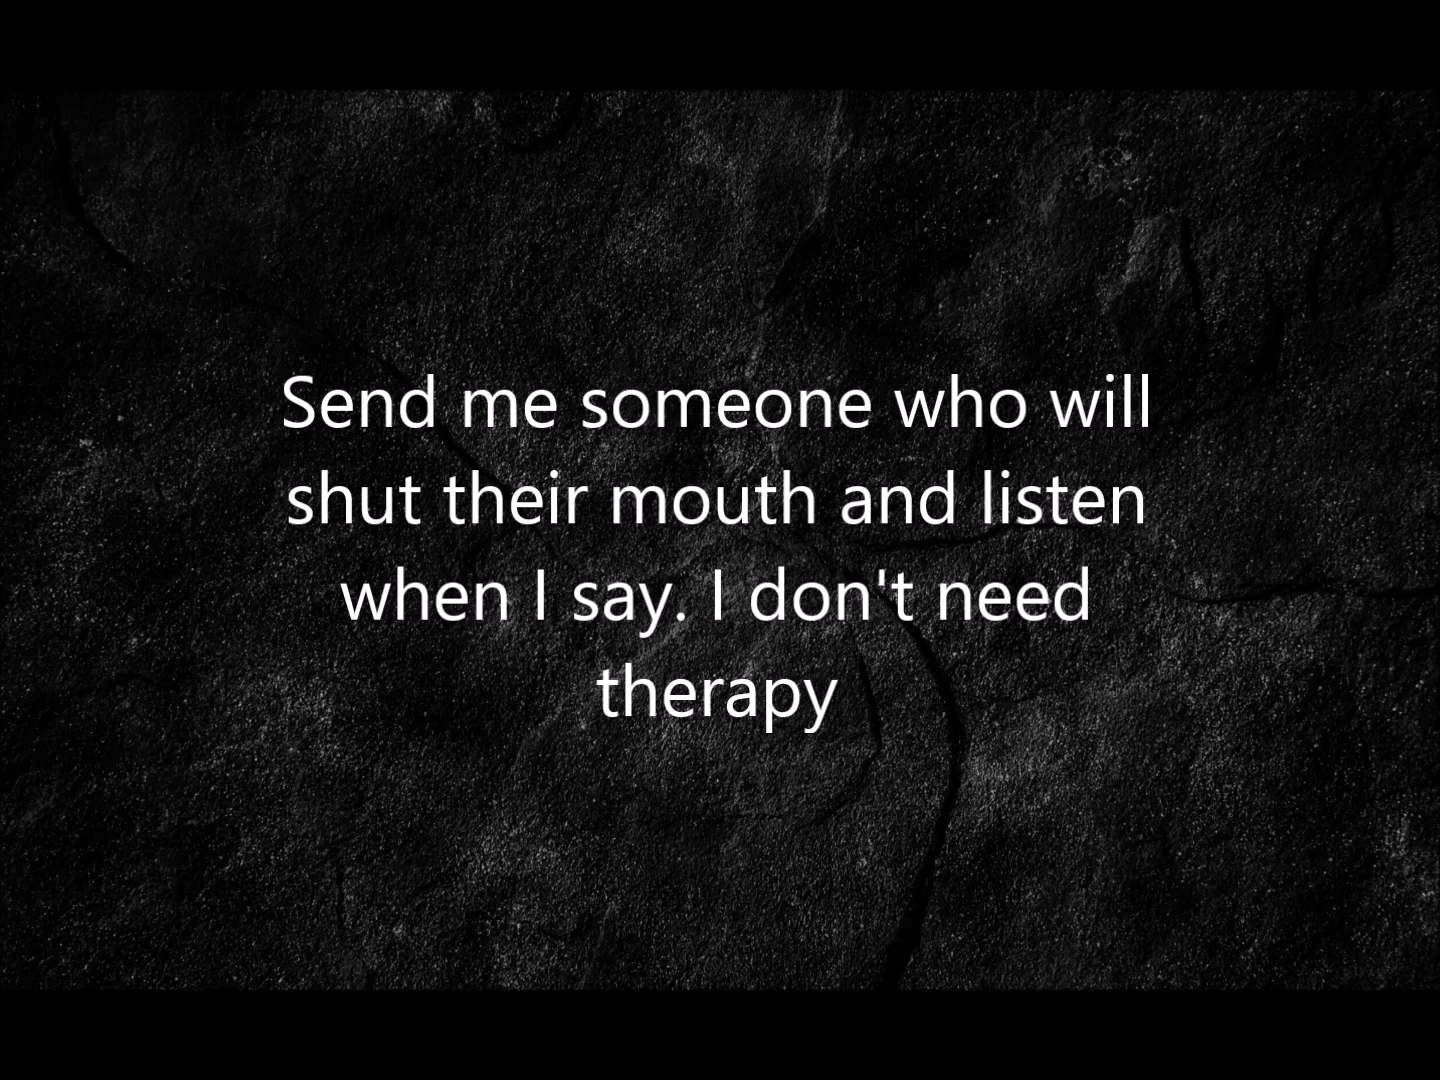 Send me someone who will
shut their mouth and listen
when I say. I don't need
therapy